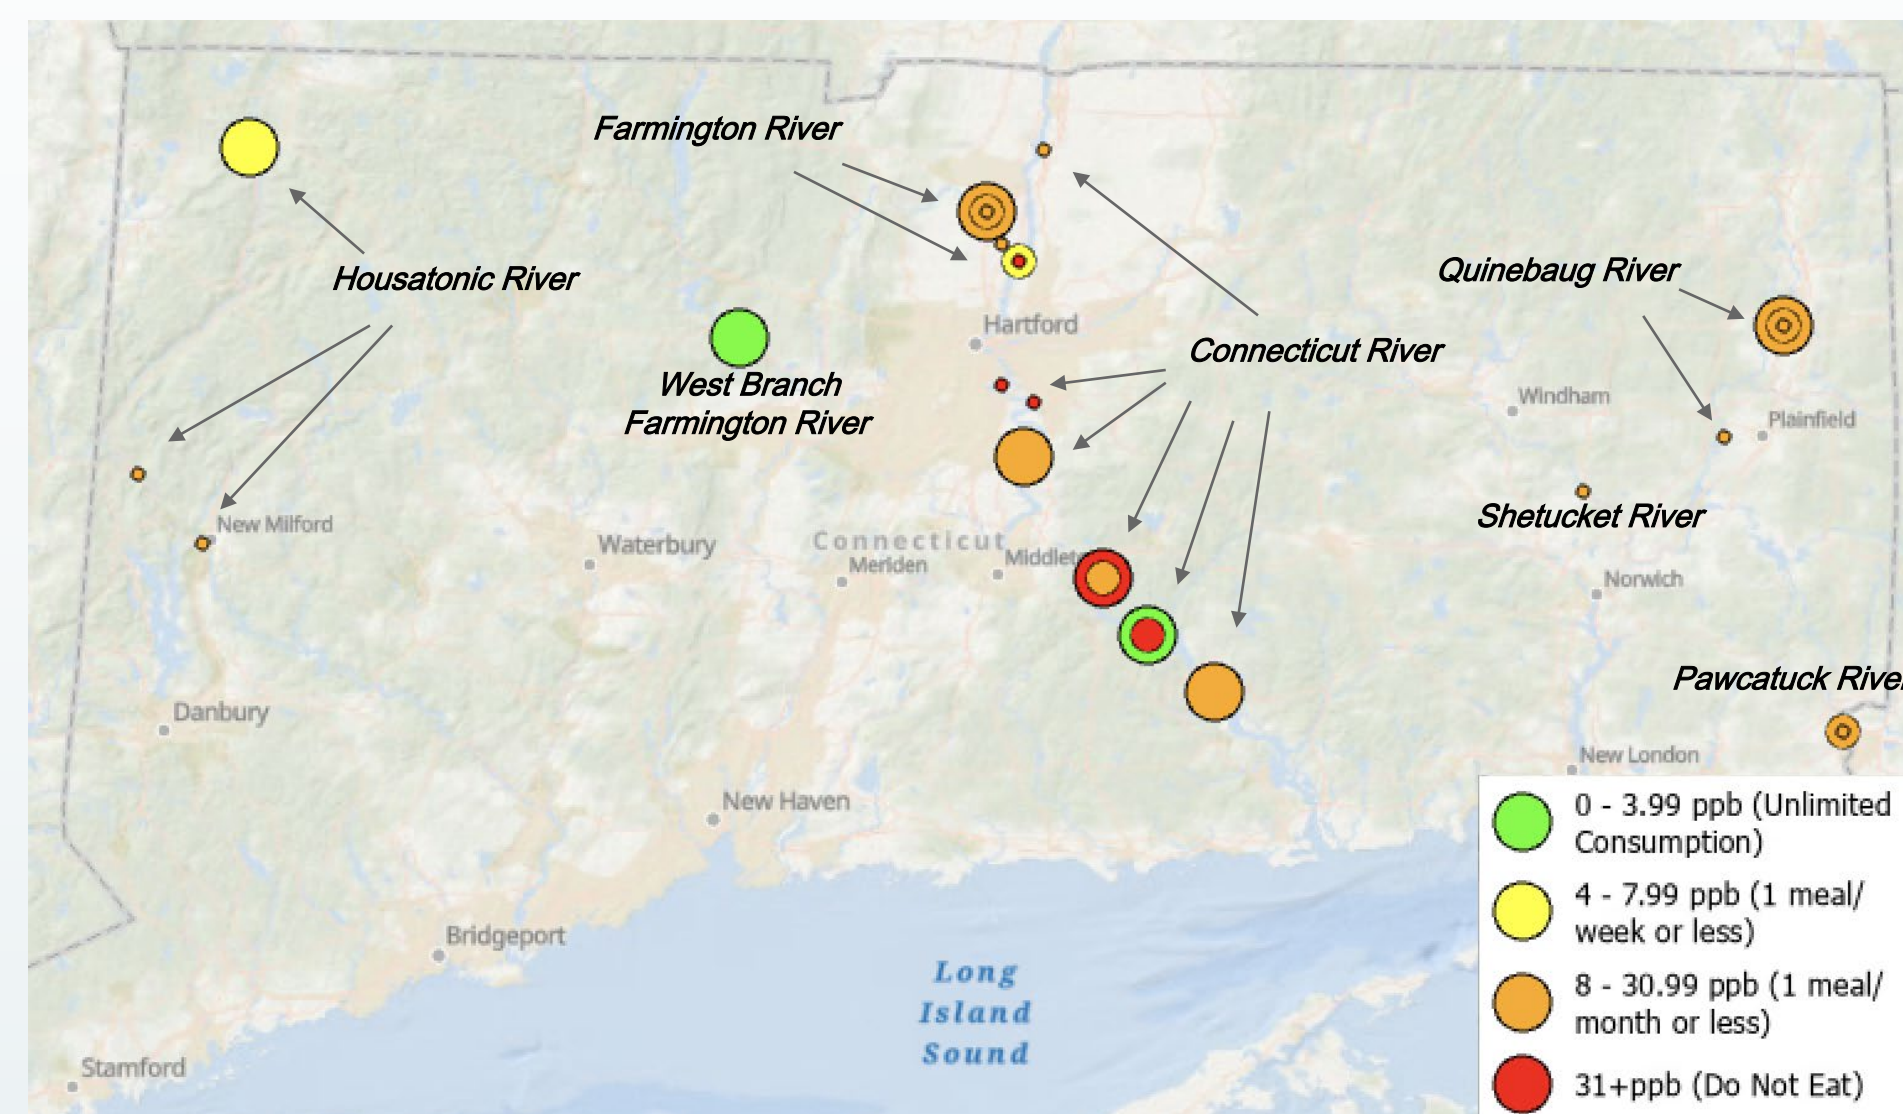 Farmington River
Housatonic River
Quinebaug River
Hartford
Connecticut River
West Branch
Farmington River
Windham
Plainfield
Shetucket River
New Milford
Waterbury
Connecticut
Meriden
Middlet
Norwich
Pawcatuck River
Danbury
New London
New Haven
Bridgeport
Long
Island
Sound
Stamford
0 - 3.99 ppb (Unlimited
Consumption)
4 - 7.99 ppb (1 meal/
week or less)
8 - 30.99 ppb (1 meal/
month or less)
31+ppb (Do Not Eat)